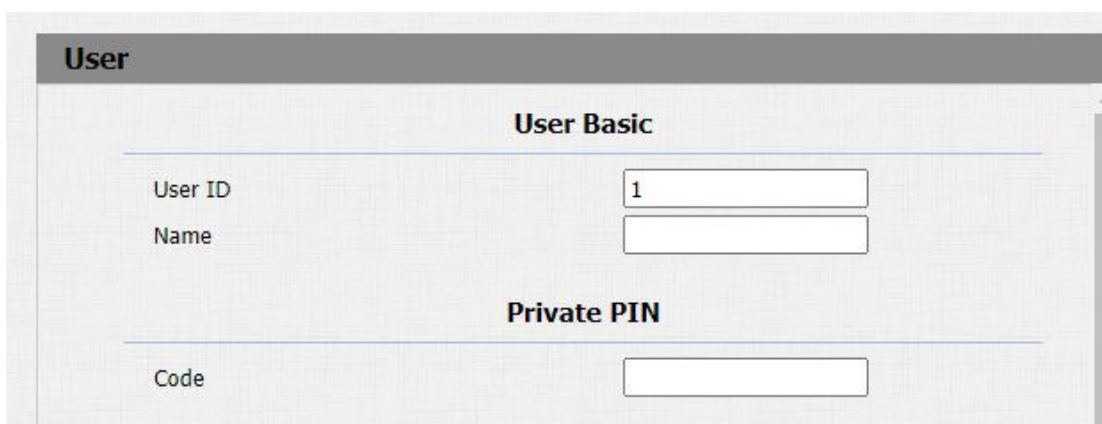 User
User Basic
User ID 1
Name
Private PIN
Code